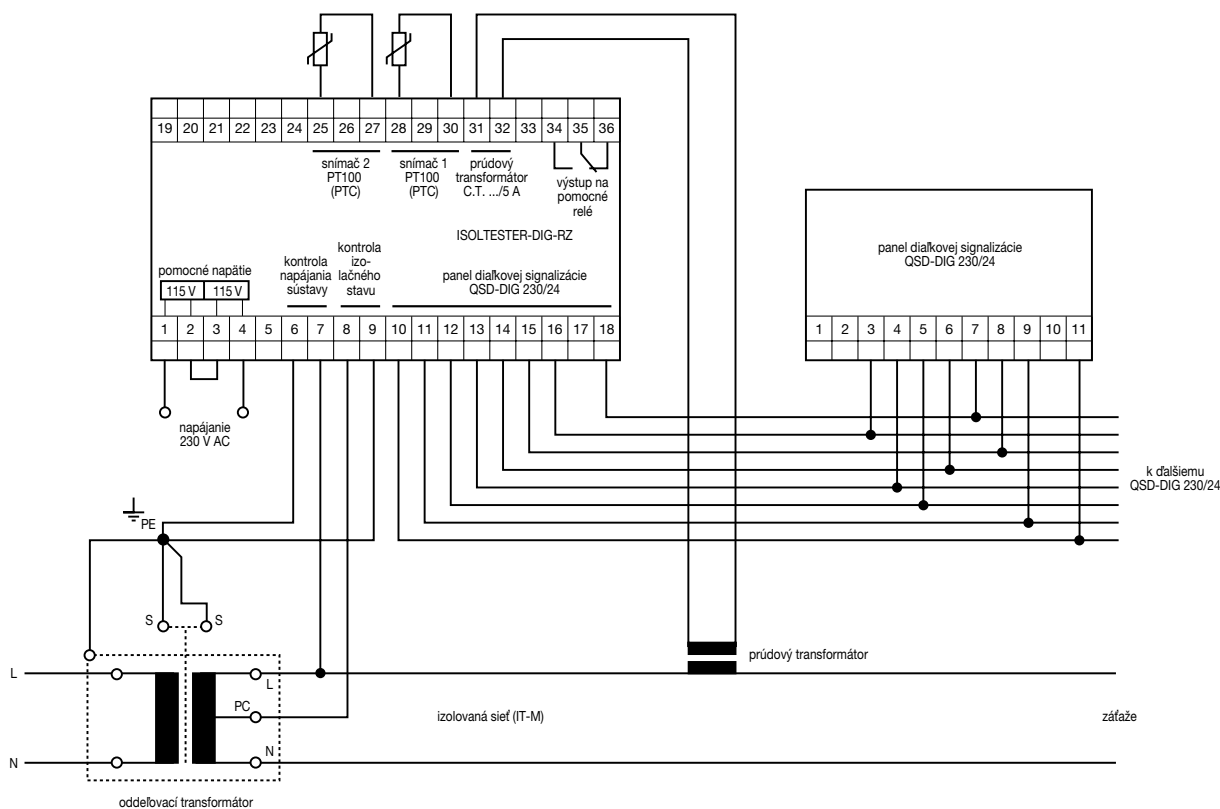 19 20 21 22 23 24 25 26 27 28 29 30 31 32 33 34 35 36
snímač 2
PT100
(PTC)
snímač 1
PT100
(PTC)
prúdový
transformátor
C.T. .../5 A
výstup na
pomocné
relé
ISOLTESTER-DIG-RZ
pomocné napätie
115 V 115 V
kontrola
napájania
sústavy
kontrola
izo-
lačného
stavu
panel diaľkovej signalizácie
QSD-DIG 230/24
1 2 3 4 5 6 7 8 9 10 11 12 13 14 15 16 17 18
panel diaľkovej signalizácie
QSD-DIG 230/24
1 2 3 4 5 6 7 8 9 10 11
napájanie
230 V AC
k ďalšiemu
QSD-DIG 230/24
PE
S S
prúdový transformátor
L L
PC
izolovaná sieť (IT-M)
záťaže
N N
oddeľovací transformátor